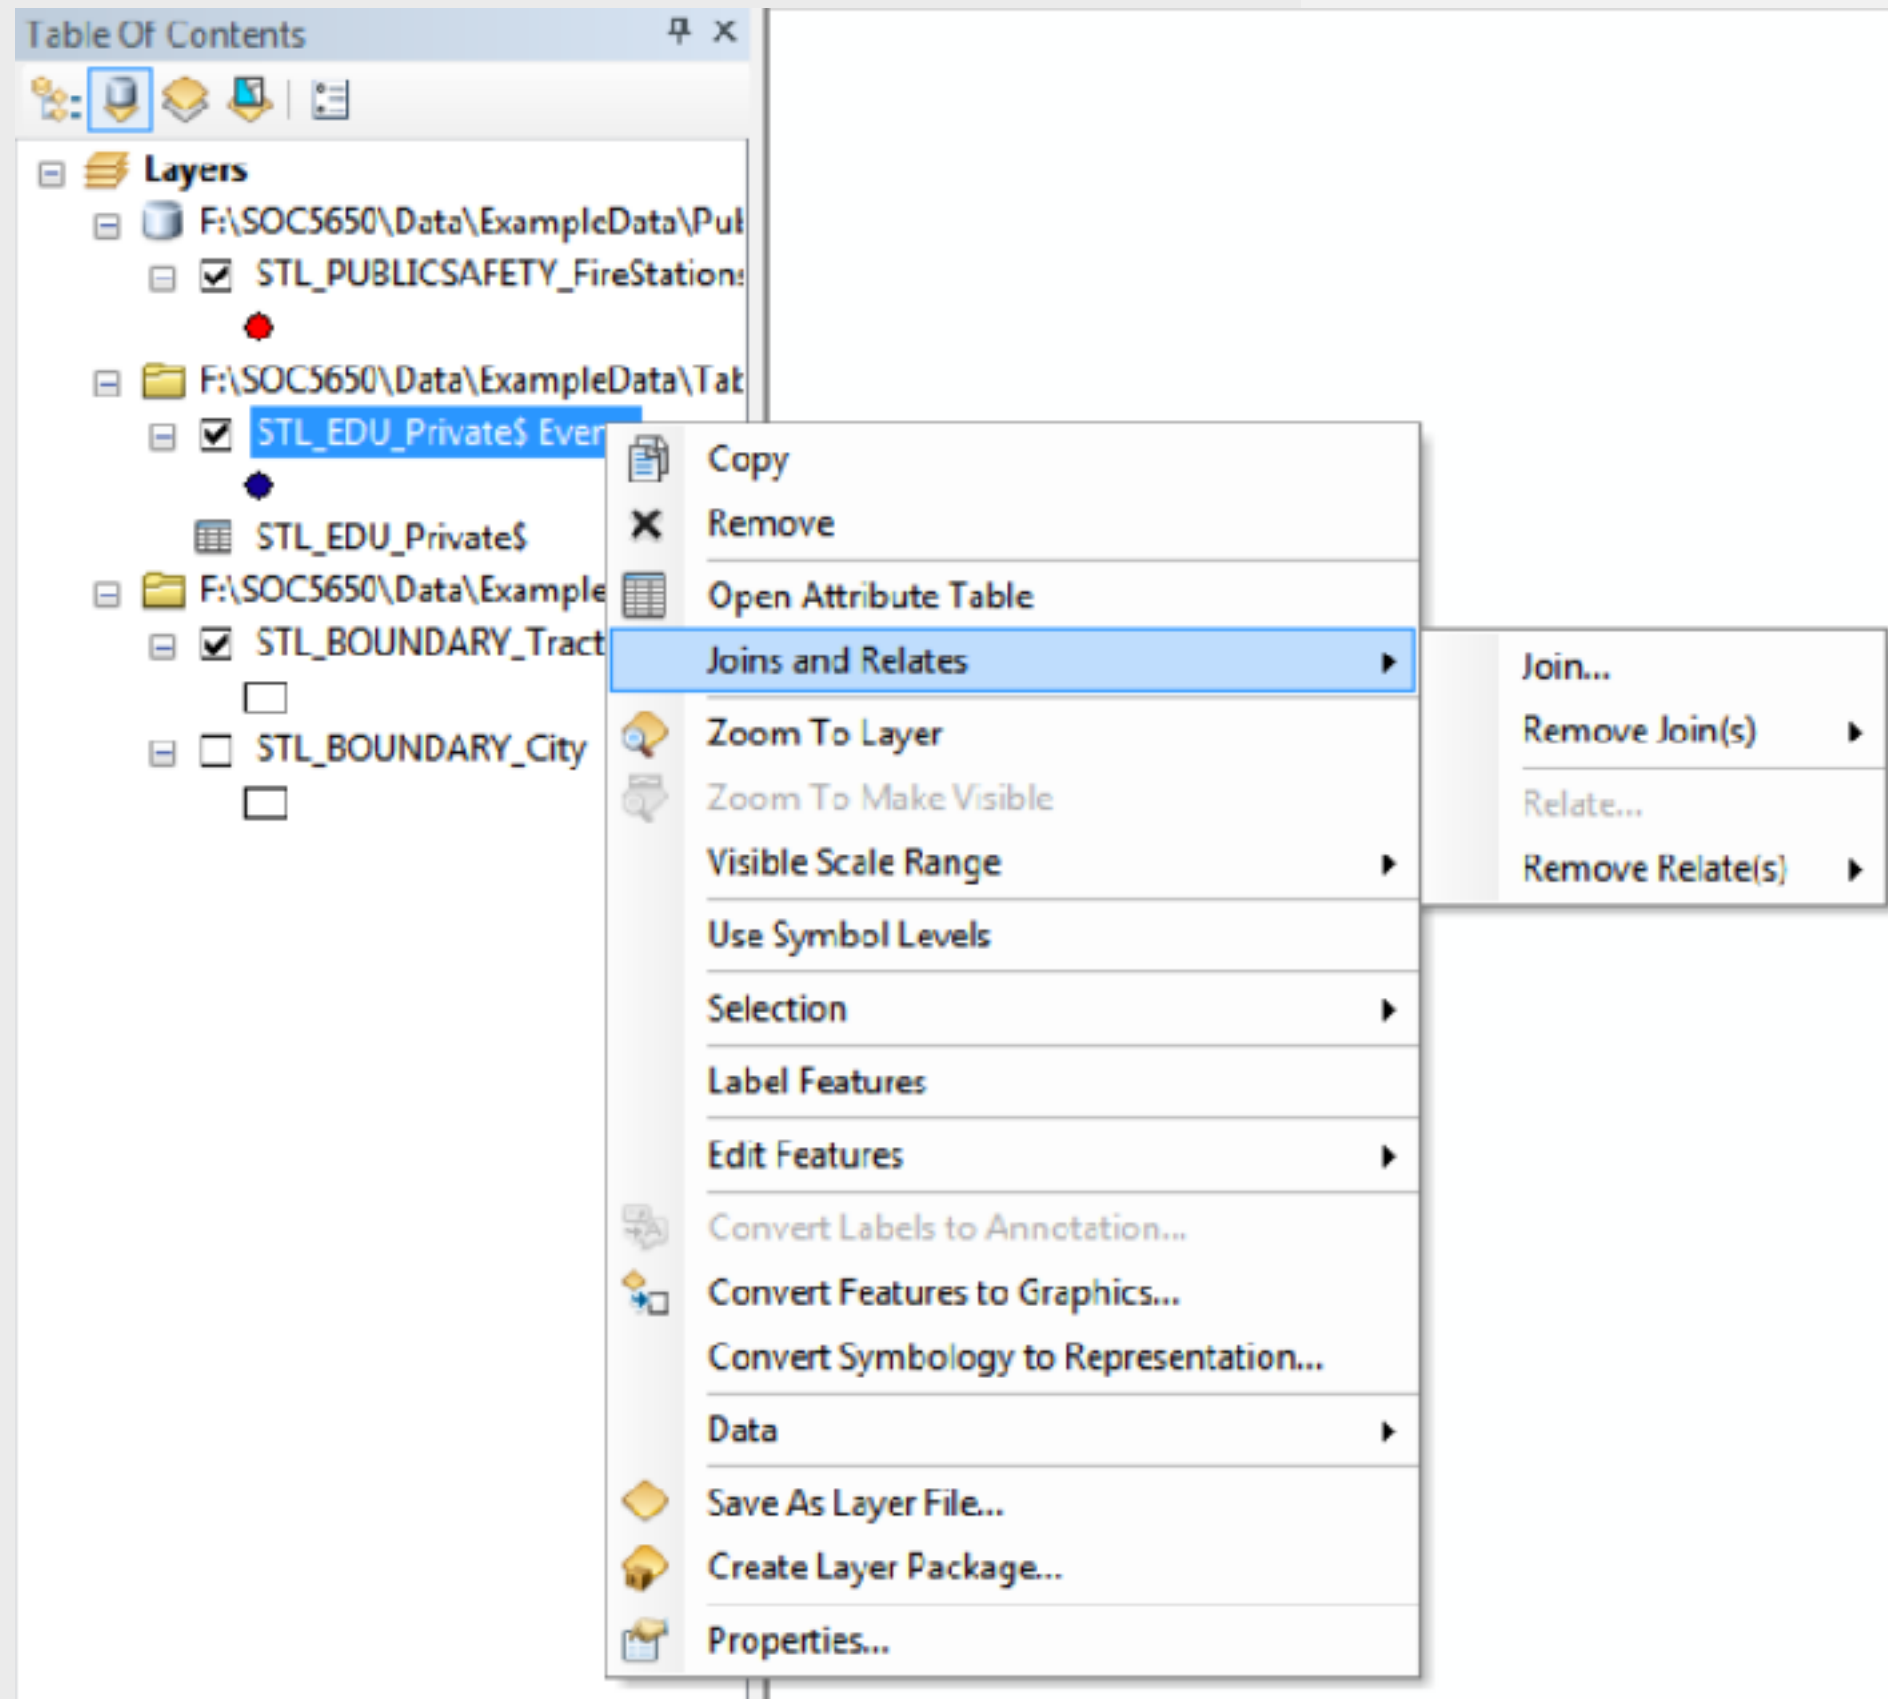 Table Of Contents
Layers
F:\SOC5650\Data\ExampleData\Pul
STL_PUBLICSAFETY_FireStations
F:\SOC5650\Data\ExampleData\Tab
STL_EDU_Private$ Even
STL_EDU_Private$
F:\SOC5650\Data\Example
STL_BOUNDARY_Tract
STL_BOUNDARY_City
Copy
Remove
Open Attribute Table
Joins and Relates
Zoom To Layer
Zoom To Make Visible
Visible Scale Range
Use Symbol Levels
Selection
Label Features
Edit Features
Convert Labels to Annotation...
Convert Features to Graphics...
Convert Symbology to Representation...
Data
Save As Layer File...
Create Layer Package...
Properties...
Join...
Remove Join(s)
Relate...
Remove Relate(s)